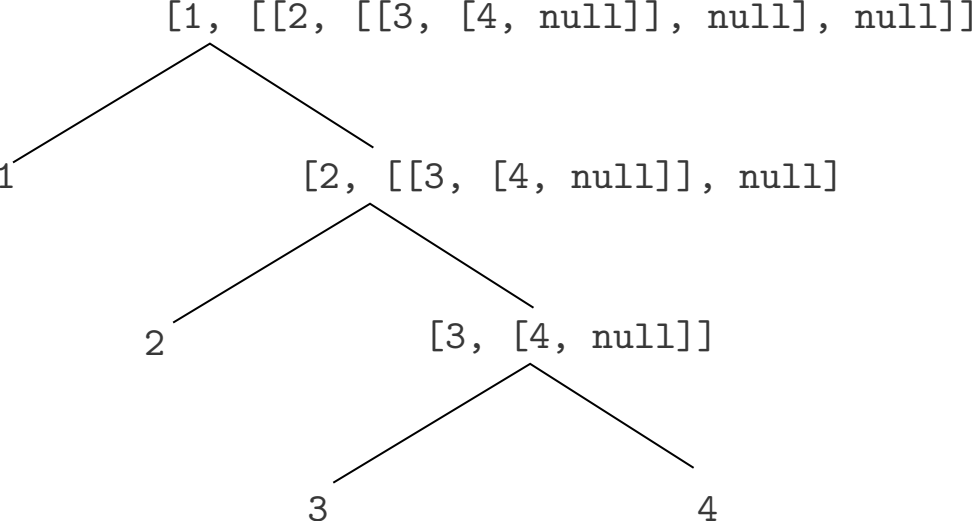 [1, [[2, [[3, [4, null]], null], null]]
1
[2, [[3, [4, null]], null]
2
[3, [4, null]]
3
4